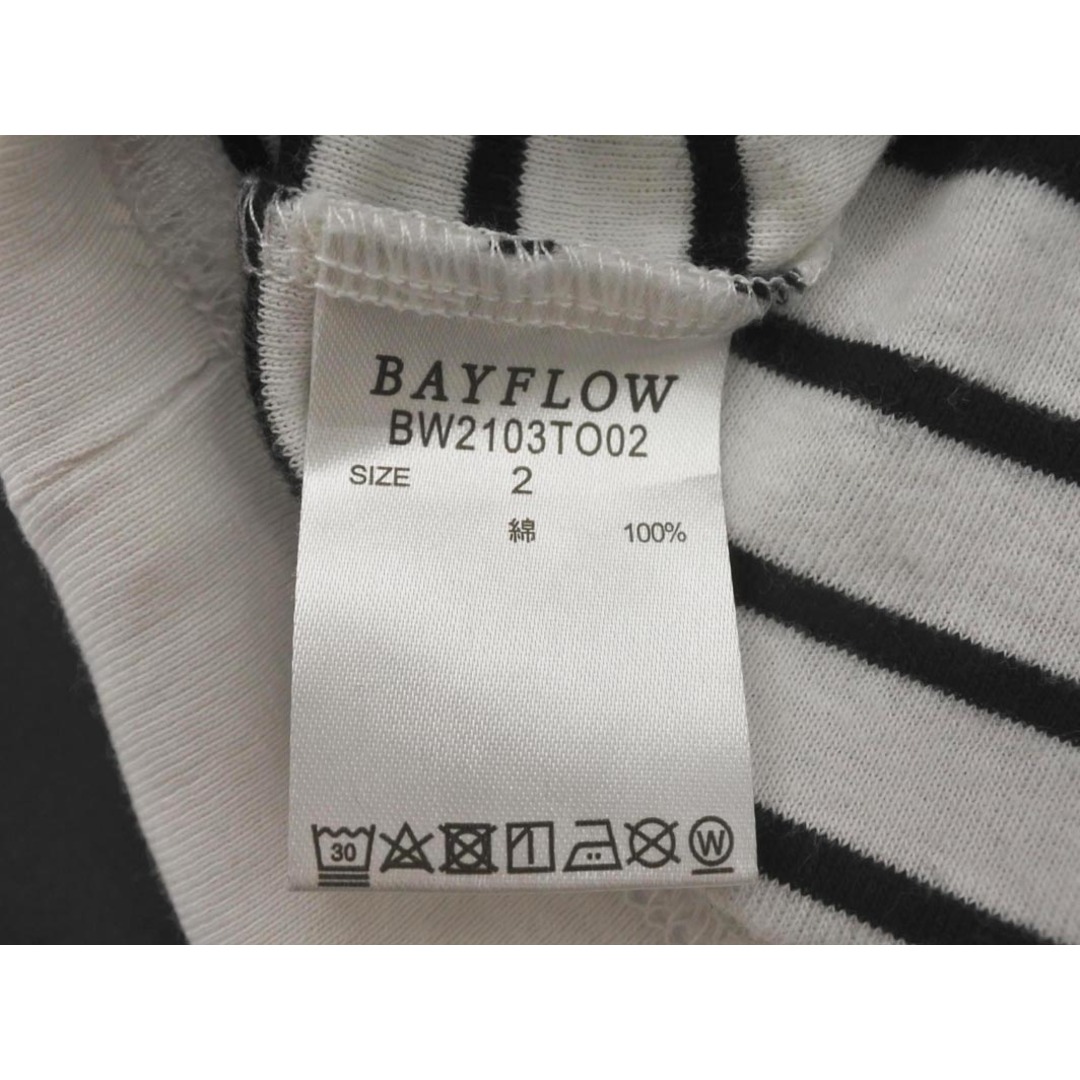 BAYFLOW
BW2103TO02
SIZE 2
綿 100%
30 W